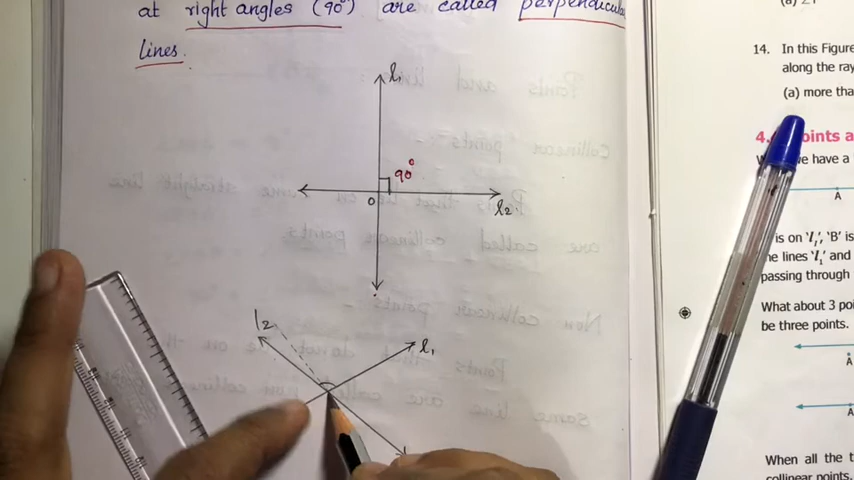 at right angles (90°) are called perpendicular
lines.
l₁
90°
O
l₂
l₂
l₁
14. In this Figure
along the ray
(a) more tha
4.
oints a
we have a
A
is on 'l₁', 'B' is
he lines 'l₁' and
passing through
What about 3 po
be three points.
A
A
When all the t
collinear points.